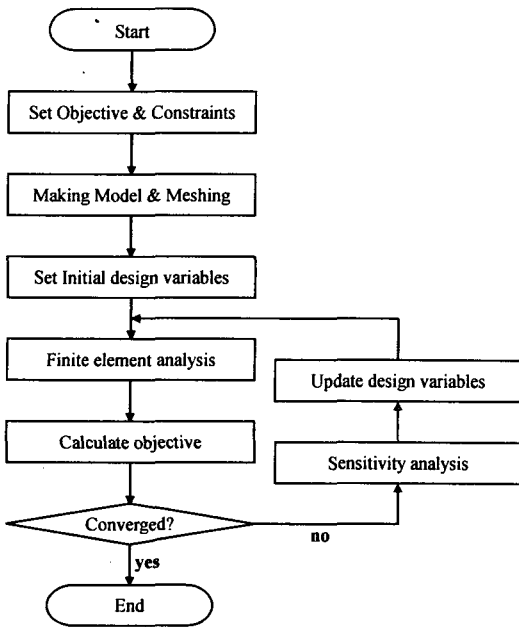 Start
Set Objective & Constraints
Making Model & Meshing
Set Initial design variables
Finite element analysis
Update design variables
Calculate objective
Sensitivity analysis
Converged?
no
yes
End